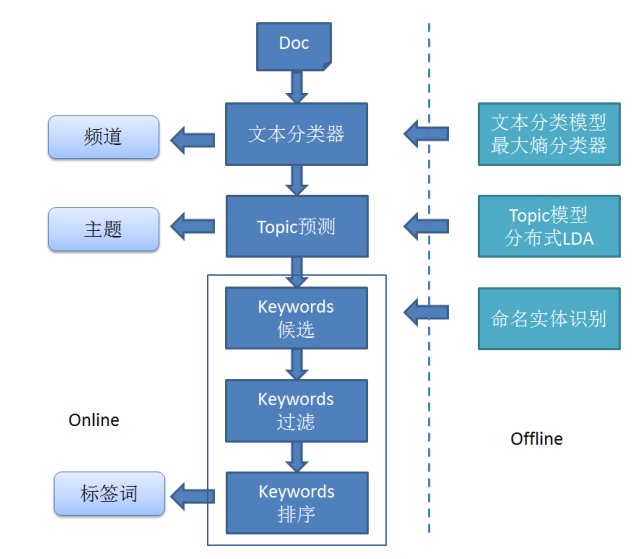 Doc
频道
文本分类器
文本分类模型
最大熵分类器
主题
Topic预测
Topic模型
分布式LDA
Keywords
候选
命名实体识别
Keywords
过滤
Online
Offline
标签词
Keywords
排序